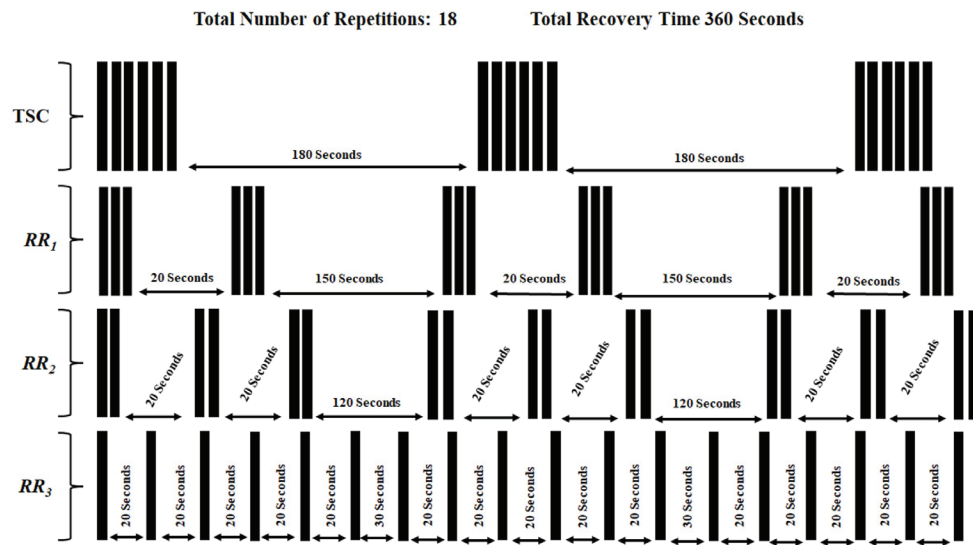 Total Number of Repetitions: 18 Total Recovery Time 360 Seconds
TSC
180 Seconds 180 Seconds
RR1
20 Seconds 150 Seconds 20 Seconds 150 Seconds 20 Seconds
RR2
20 Seconds 20 Seconds 120 Seconds 20 Seconds 20 Seconds 120 Seconds 20 Seconds 20 Seconds
RR3
20 Seconds 20 Seconds 20 Seconds 20 Seconds 20 Seconds 30 Seconds 20 Seconds 20 Seconds 20 Seconds 20 Seconds 20 Seconds 30 Seconds 20 Seconds 20 Seconds 20 Seconds 20 Seconds 20 Seconds